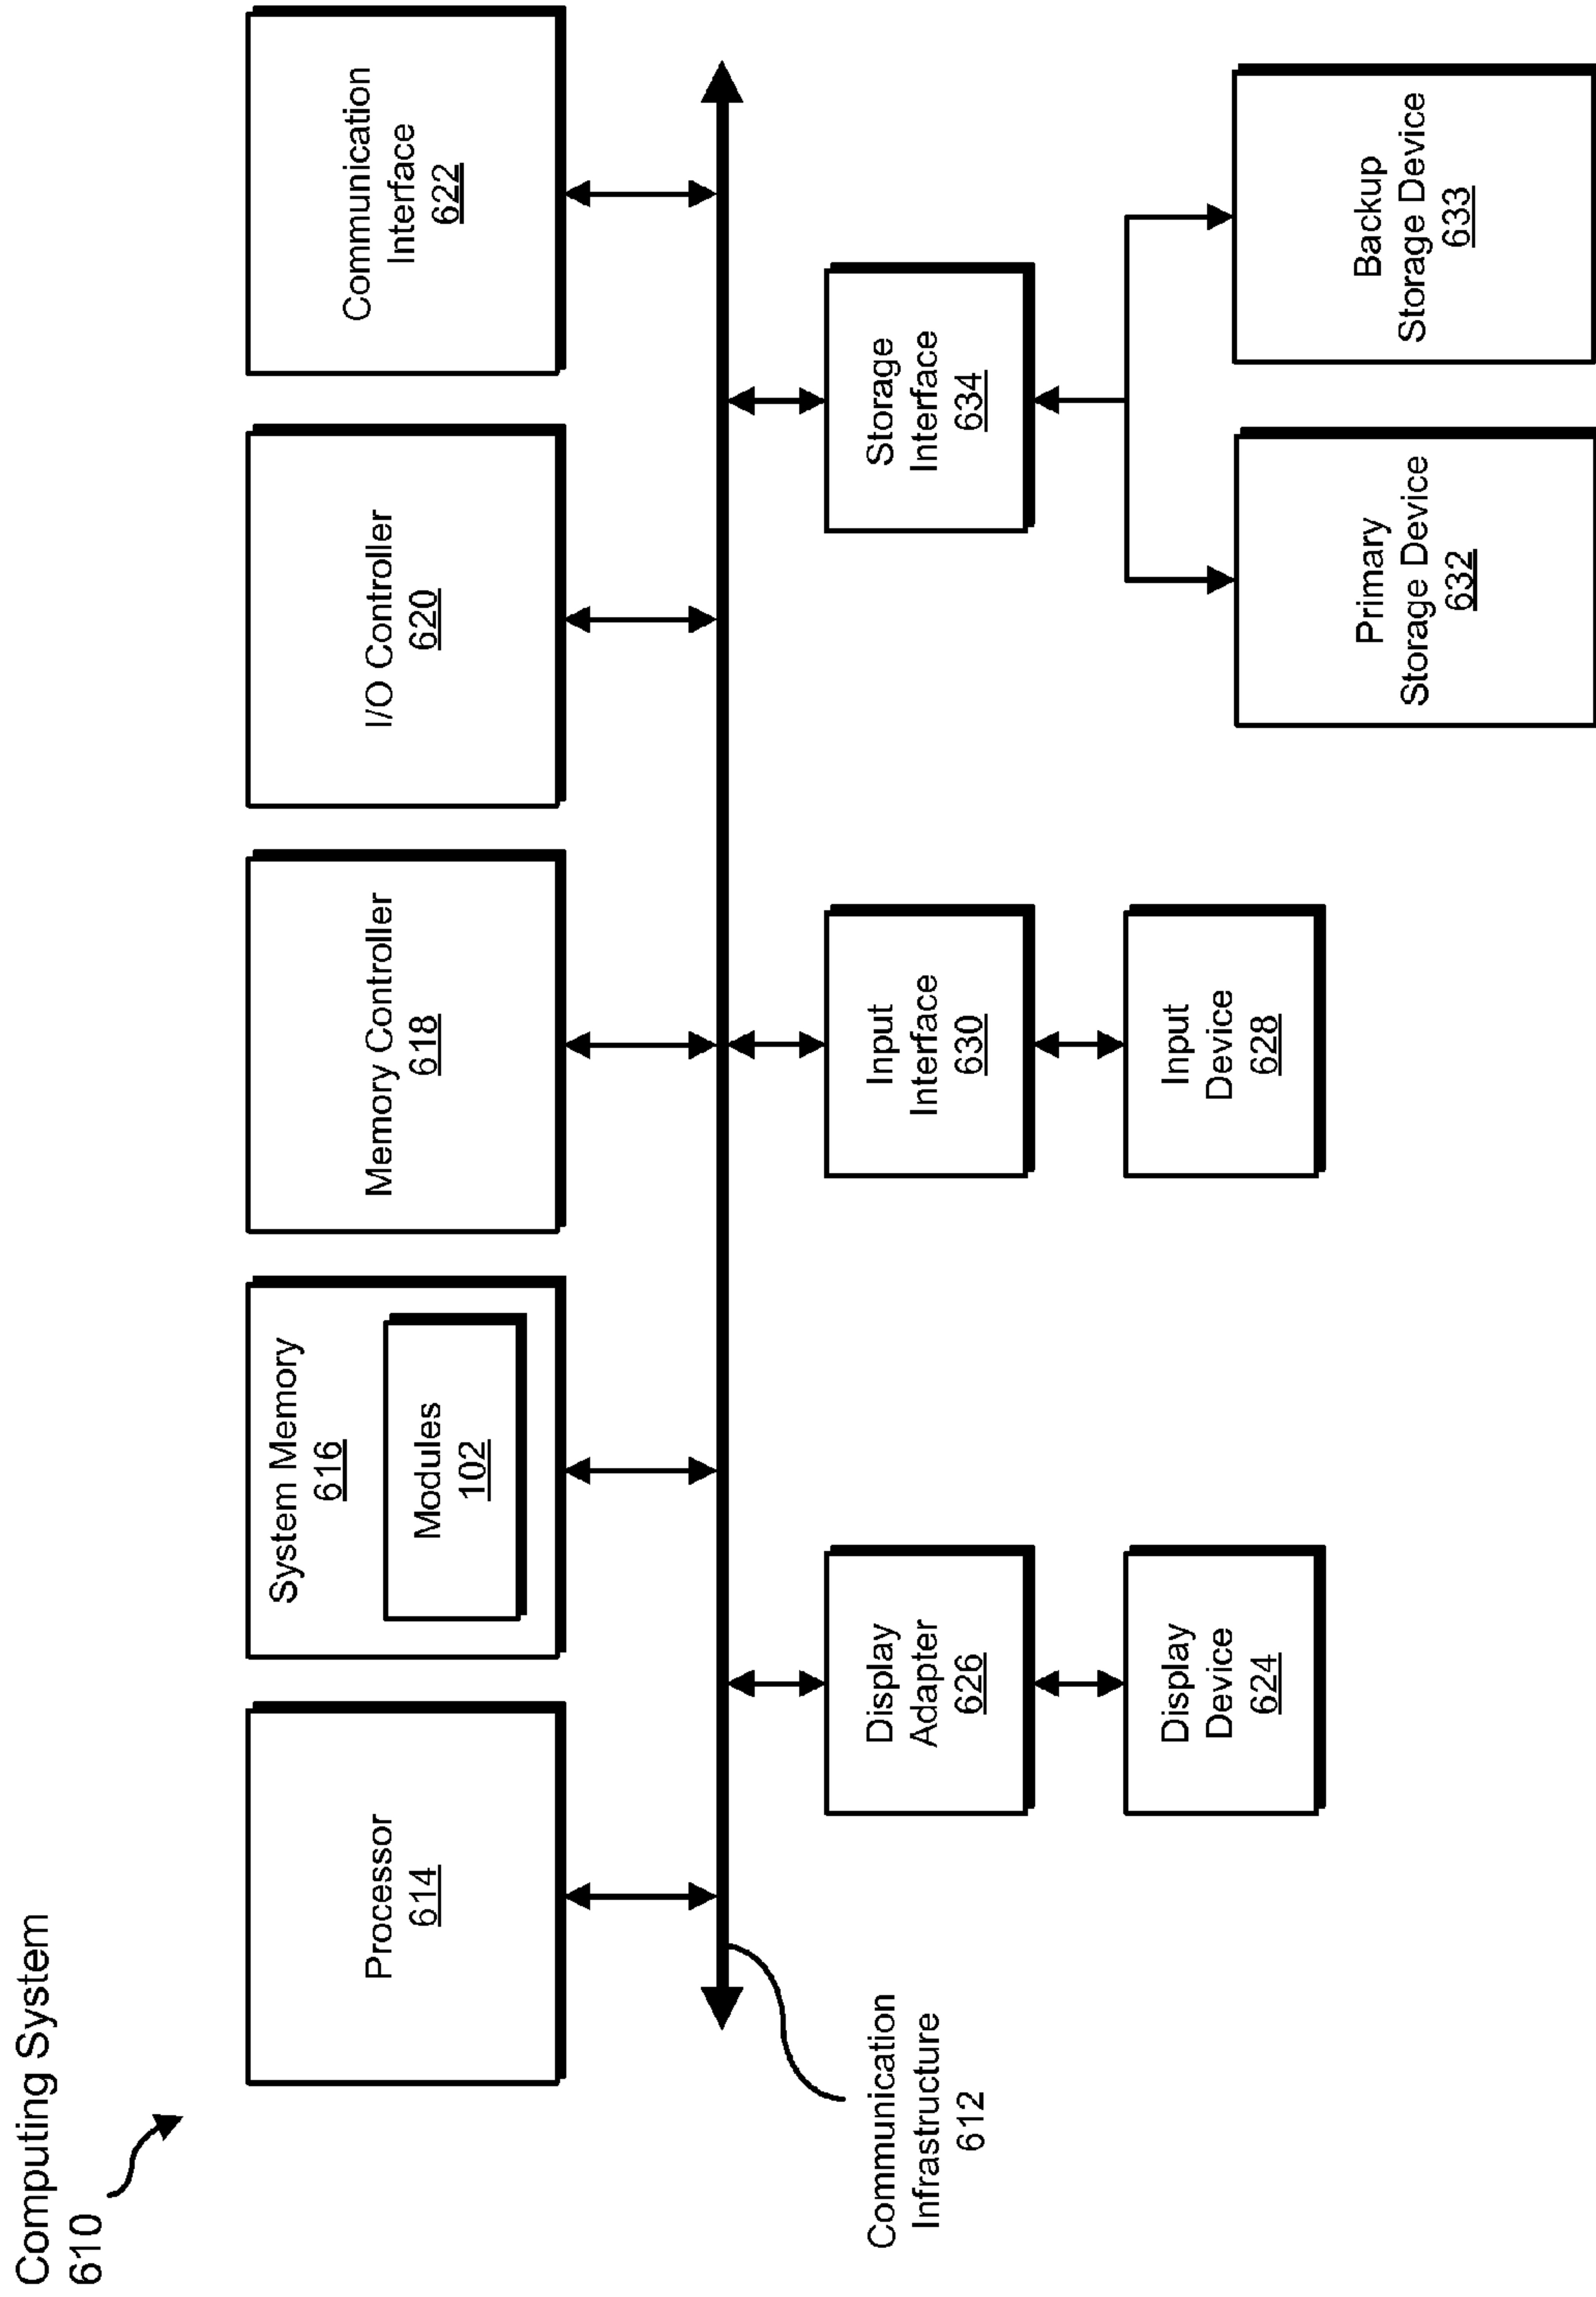 Computing System
610
Processor
614
System Memory
616
Modules
102
Memory Controller
618
I/O Controller
620
Communication
Interface
622
Communication
Infrastructure
612
Display
Adapter
626
Input
Interface
630
Storage
Interface
634
Display
Device
624
Input
Device
628
Primary
Storage Device
632
Backup
Storage Device
633